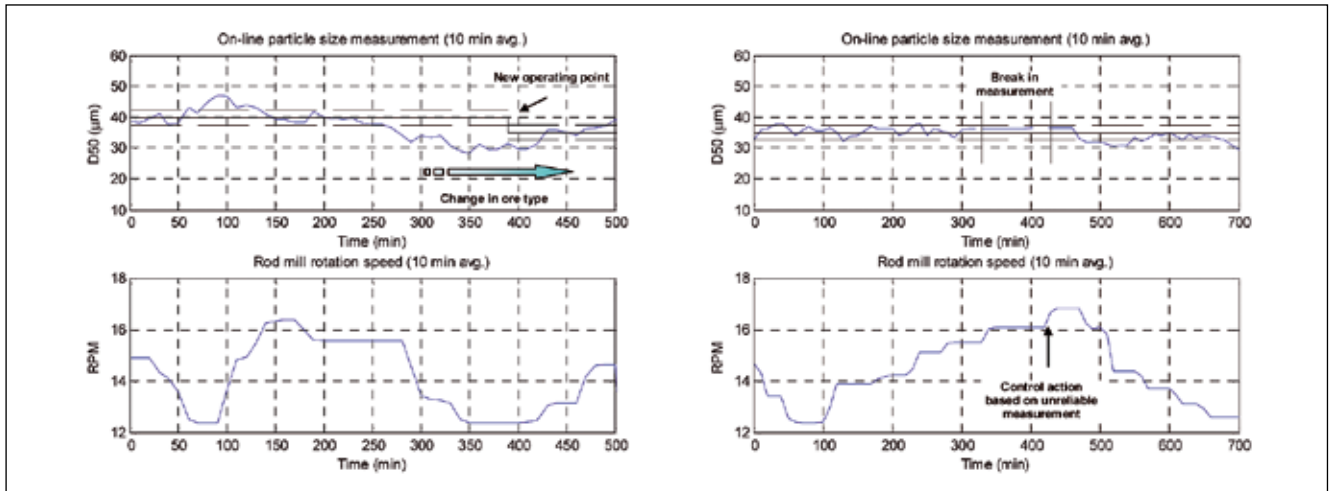 On-line particle size measurement (10 min avg.)
60
50
40
30
20
10
D50 (µm)
New operating point
Change in ore type
0 50 100 150 200 250 300 350 400 450 500
Time (min)
Rod mill rotation speed (10 min avg.)
18
16
14
12
RPM
0 50 100 150 200 250 300 350 400 450 500
Time (min)
On-line particle size measurement (10 min avg.)
60
50
40
30
20
10
D50 (µm)
Break in
measurement
0 100 200 300 400 500 600 700
Time (min)
Rod mill rotation speed (10 min avg.)
18
16
14
12
RPM
Control action
based on unreliable
measurement
0 100 200 300 400 500 600 700
Time (min)